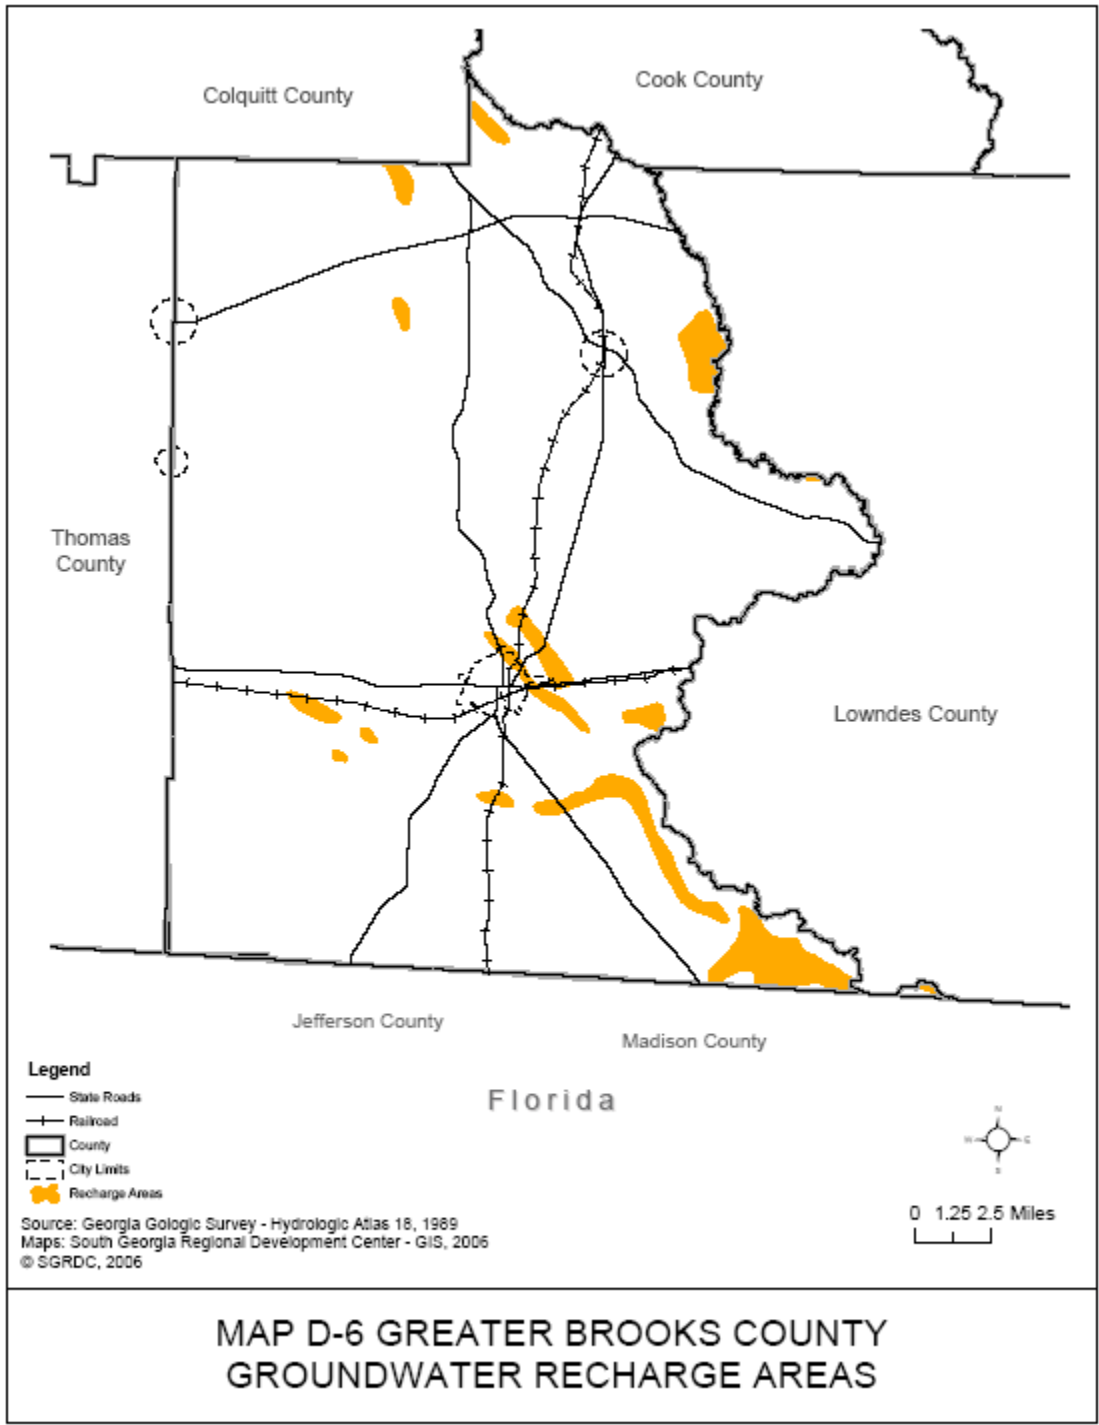 Colquitt County
Cook County
Thomas
County
Lowndes County
Jefferson County
Madison County
Florida
Legend
State Roads
Railroad
County
City Limits
Recharge Areas
N
W
E
S
0 1.25 2.5 Miles
Source: Georgia Gologic Survey - Hydrologic Atlas 18, 1989
Maps: South Georgia Regional Development Center - GIS, 2006
© SGRDC, 2006
MAP D-6 GREATER BROOKS COUNTY
GROUNDWATER RECHARGE AREAS